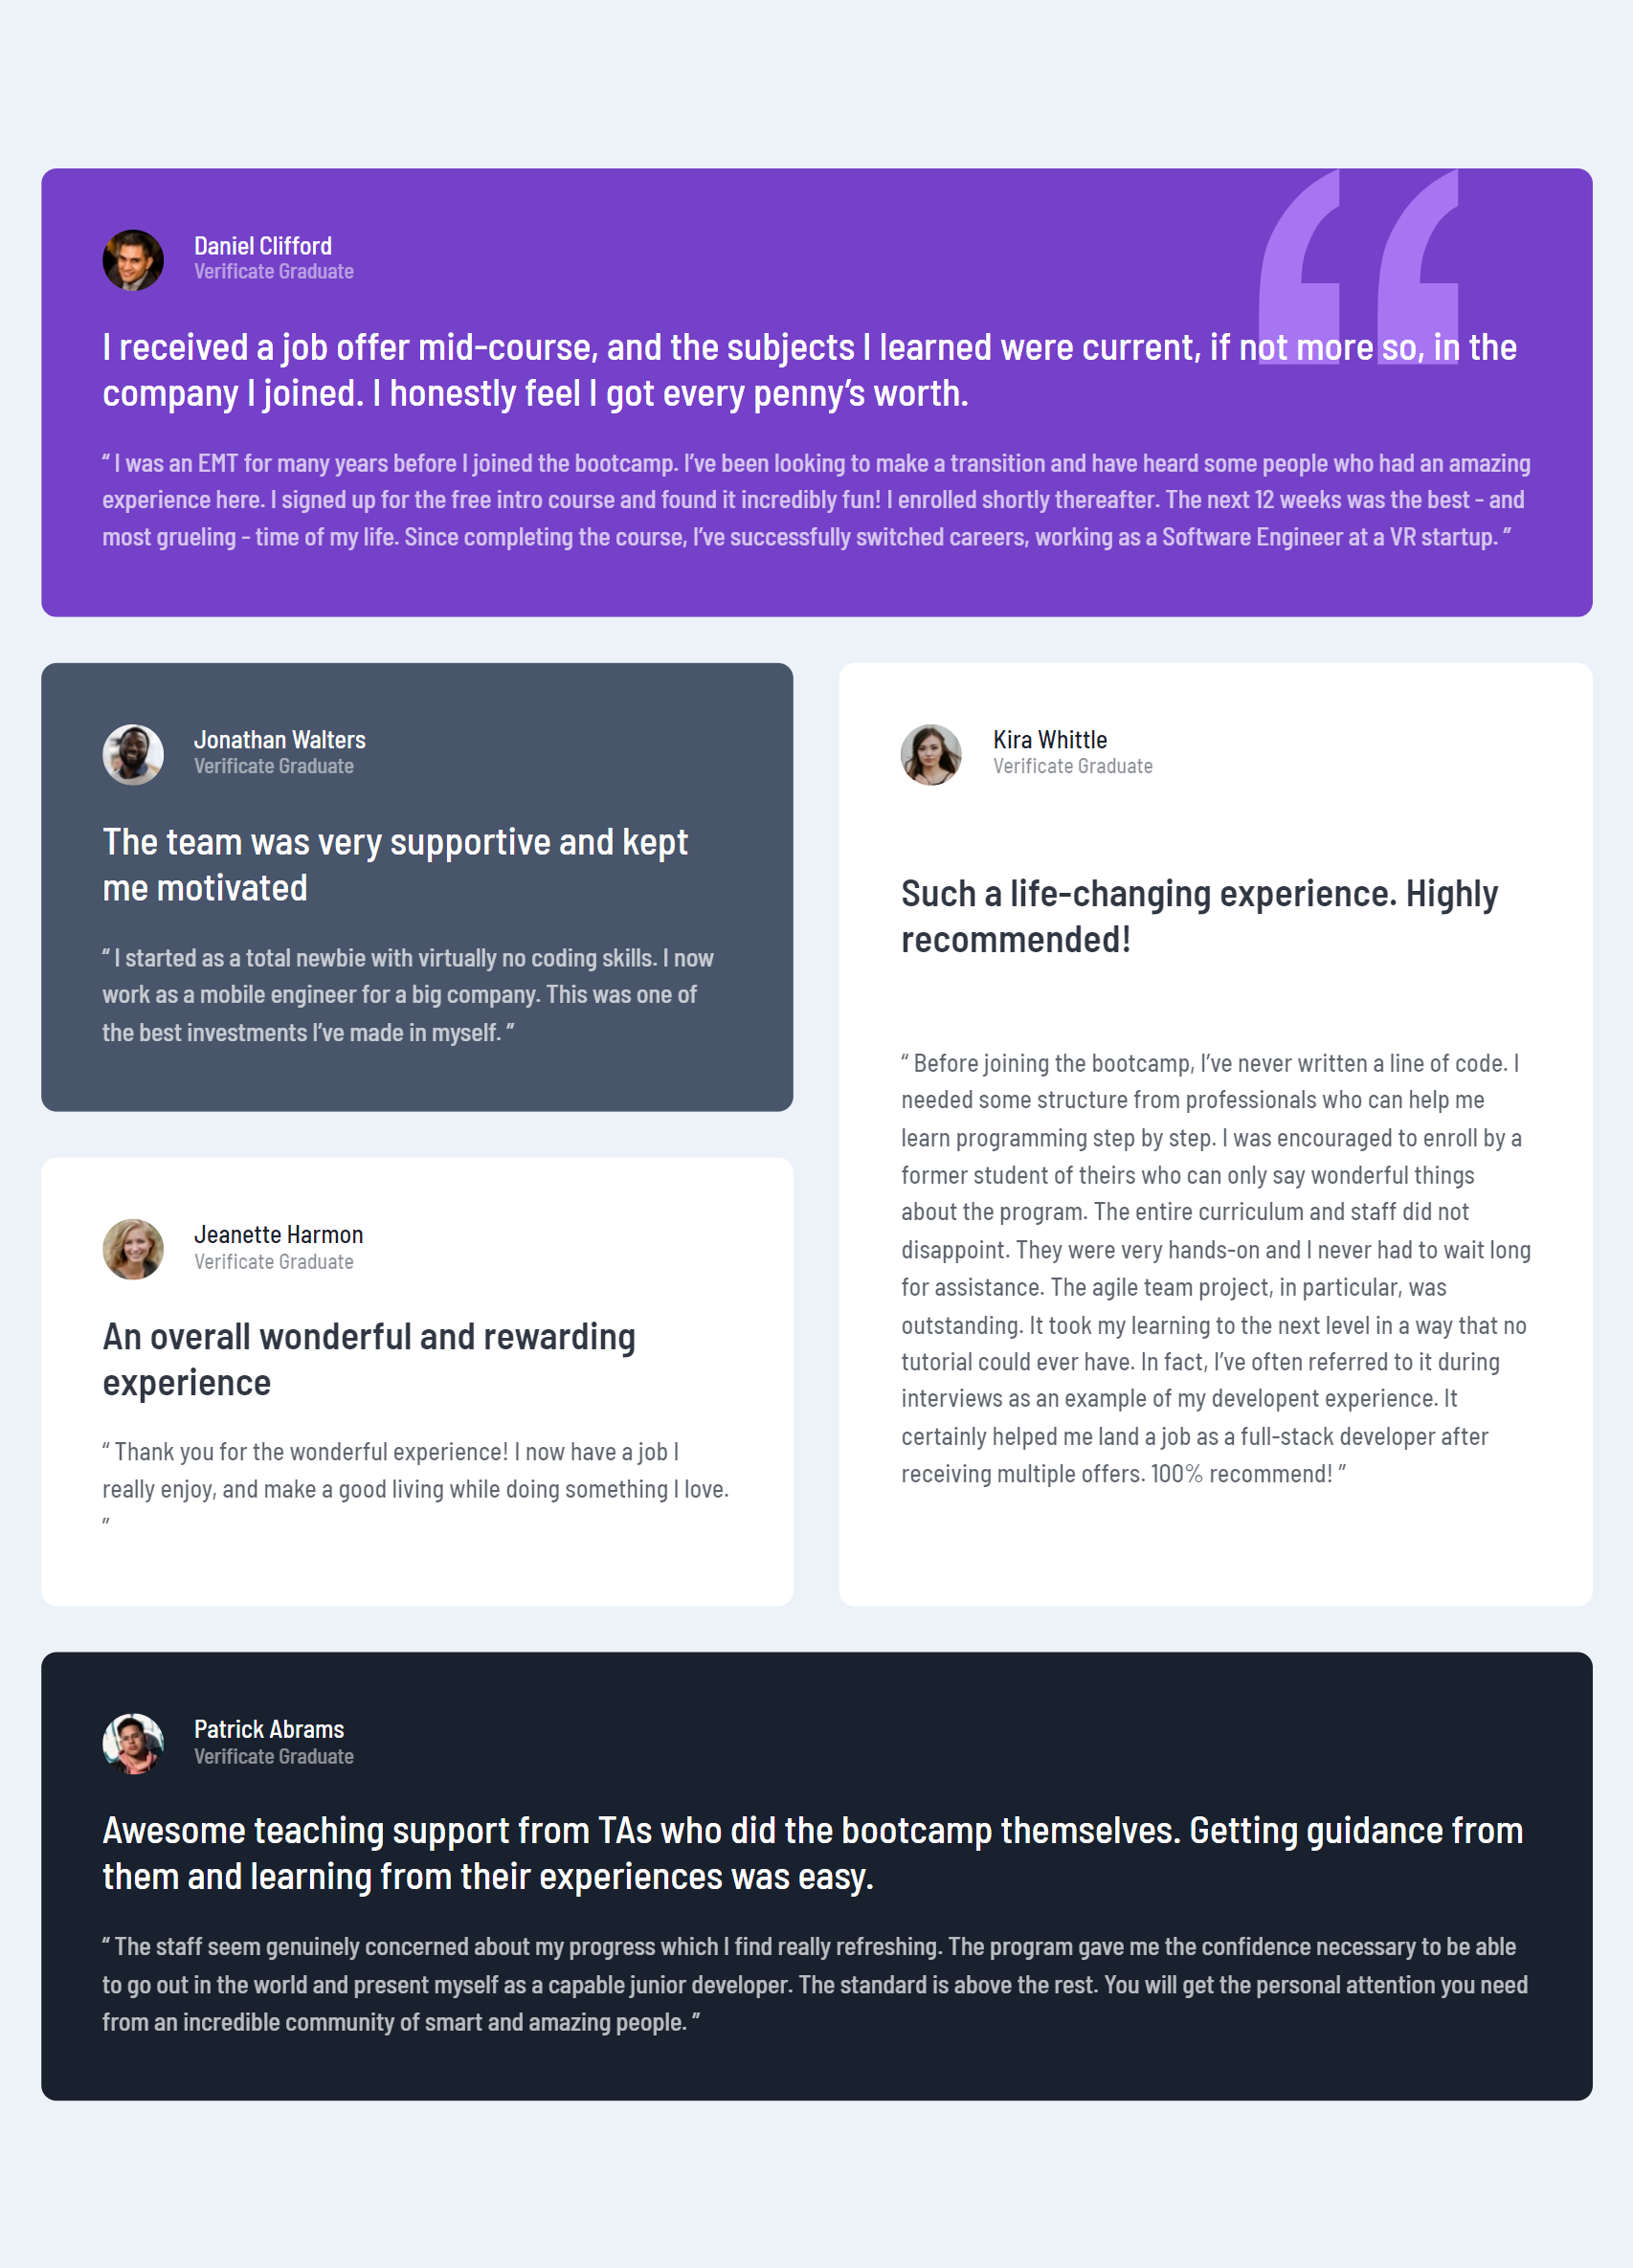 Daniel Clifford
Verificate Graduate
I received a job offer mid-course, and the subjects I learned were current, if not more so, in the
company I joined. I honestly feel I got every penny’s worth.
“ I was an EMT for many years before I joined the bootcamp. I’ve been looking to make a transition and have heard some people who had an amazing
experience here. I signed up for the free intro course and found it incredibly fun! I enrolled shortly thereafter. The next 12 weeks was the best - and
most grueling - time of my life. Since completing the course, I’ve successfully switched careers, working as a Software Engineer at a VR startup. ”
Jonathan Walters
Verificate Graduate
The team was very supportive and kept
me motivated
“ I started as a total newbie with virtually no coding skills. I now
work as a mobile engineer for a big company. This was one of
the best investments I’ve made in myself. ”
Kira Whittle
Verificate Graduate
Such a life-changing experience. Highly
recommended!
“ Before joining the bootcamp, I’ve never written a line of code. I
needed some structure from professionals who can help me
learn programming step by step. I was encouraged to enroll by a
former student of theirs who can only say wonderful things
about the program. The entire curriculum and staff did not
disappoint. They were very hands-on and I never had to wait long
for assistance. The agile team project, in particular, was
outstanding. It took my learning to the next level in a way that no
tutorial could ever have. In fact, I’ve often referred to it during
interviews as an example of my developent experience. It
certainly helped me land a job as a full-stack developer after
receiving multiple offers. 100% recommend! ”
Jeanette Harmon
Verificate Graduate
An overall wonderful and rewarding
experience
“ Thank you for the wonderful experience! I now have a job I
really enjoy, and make a good living while doing something I love.
”
Patrick Abrams
Verificate Graduate
Awesome teaching support from TAs who did the bootcamp themselves. Getting guidance from
them and learning from their experiences was easy.
“ The staff seem genuinely concerned about my progress which I find really refreshing. The program gave me the confidence necessary to be able
to go out in the world and present myself as a capable junior developer. The standard is above the rest. You will get the personal attention you need
from an incredible community of smart and amazing people. ”